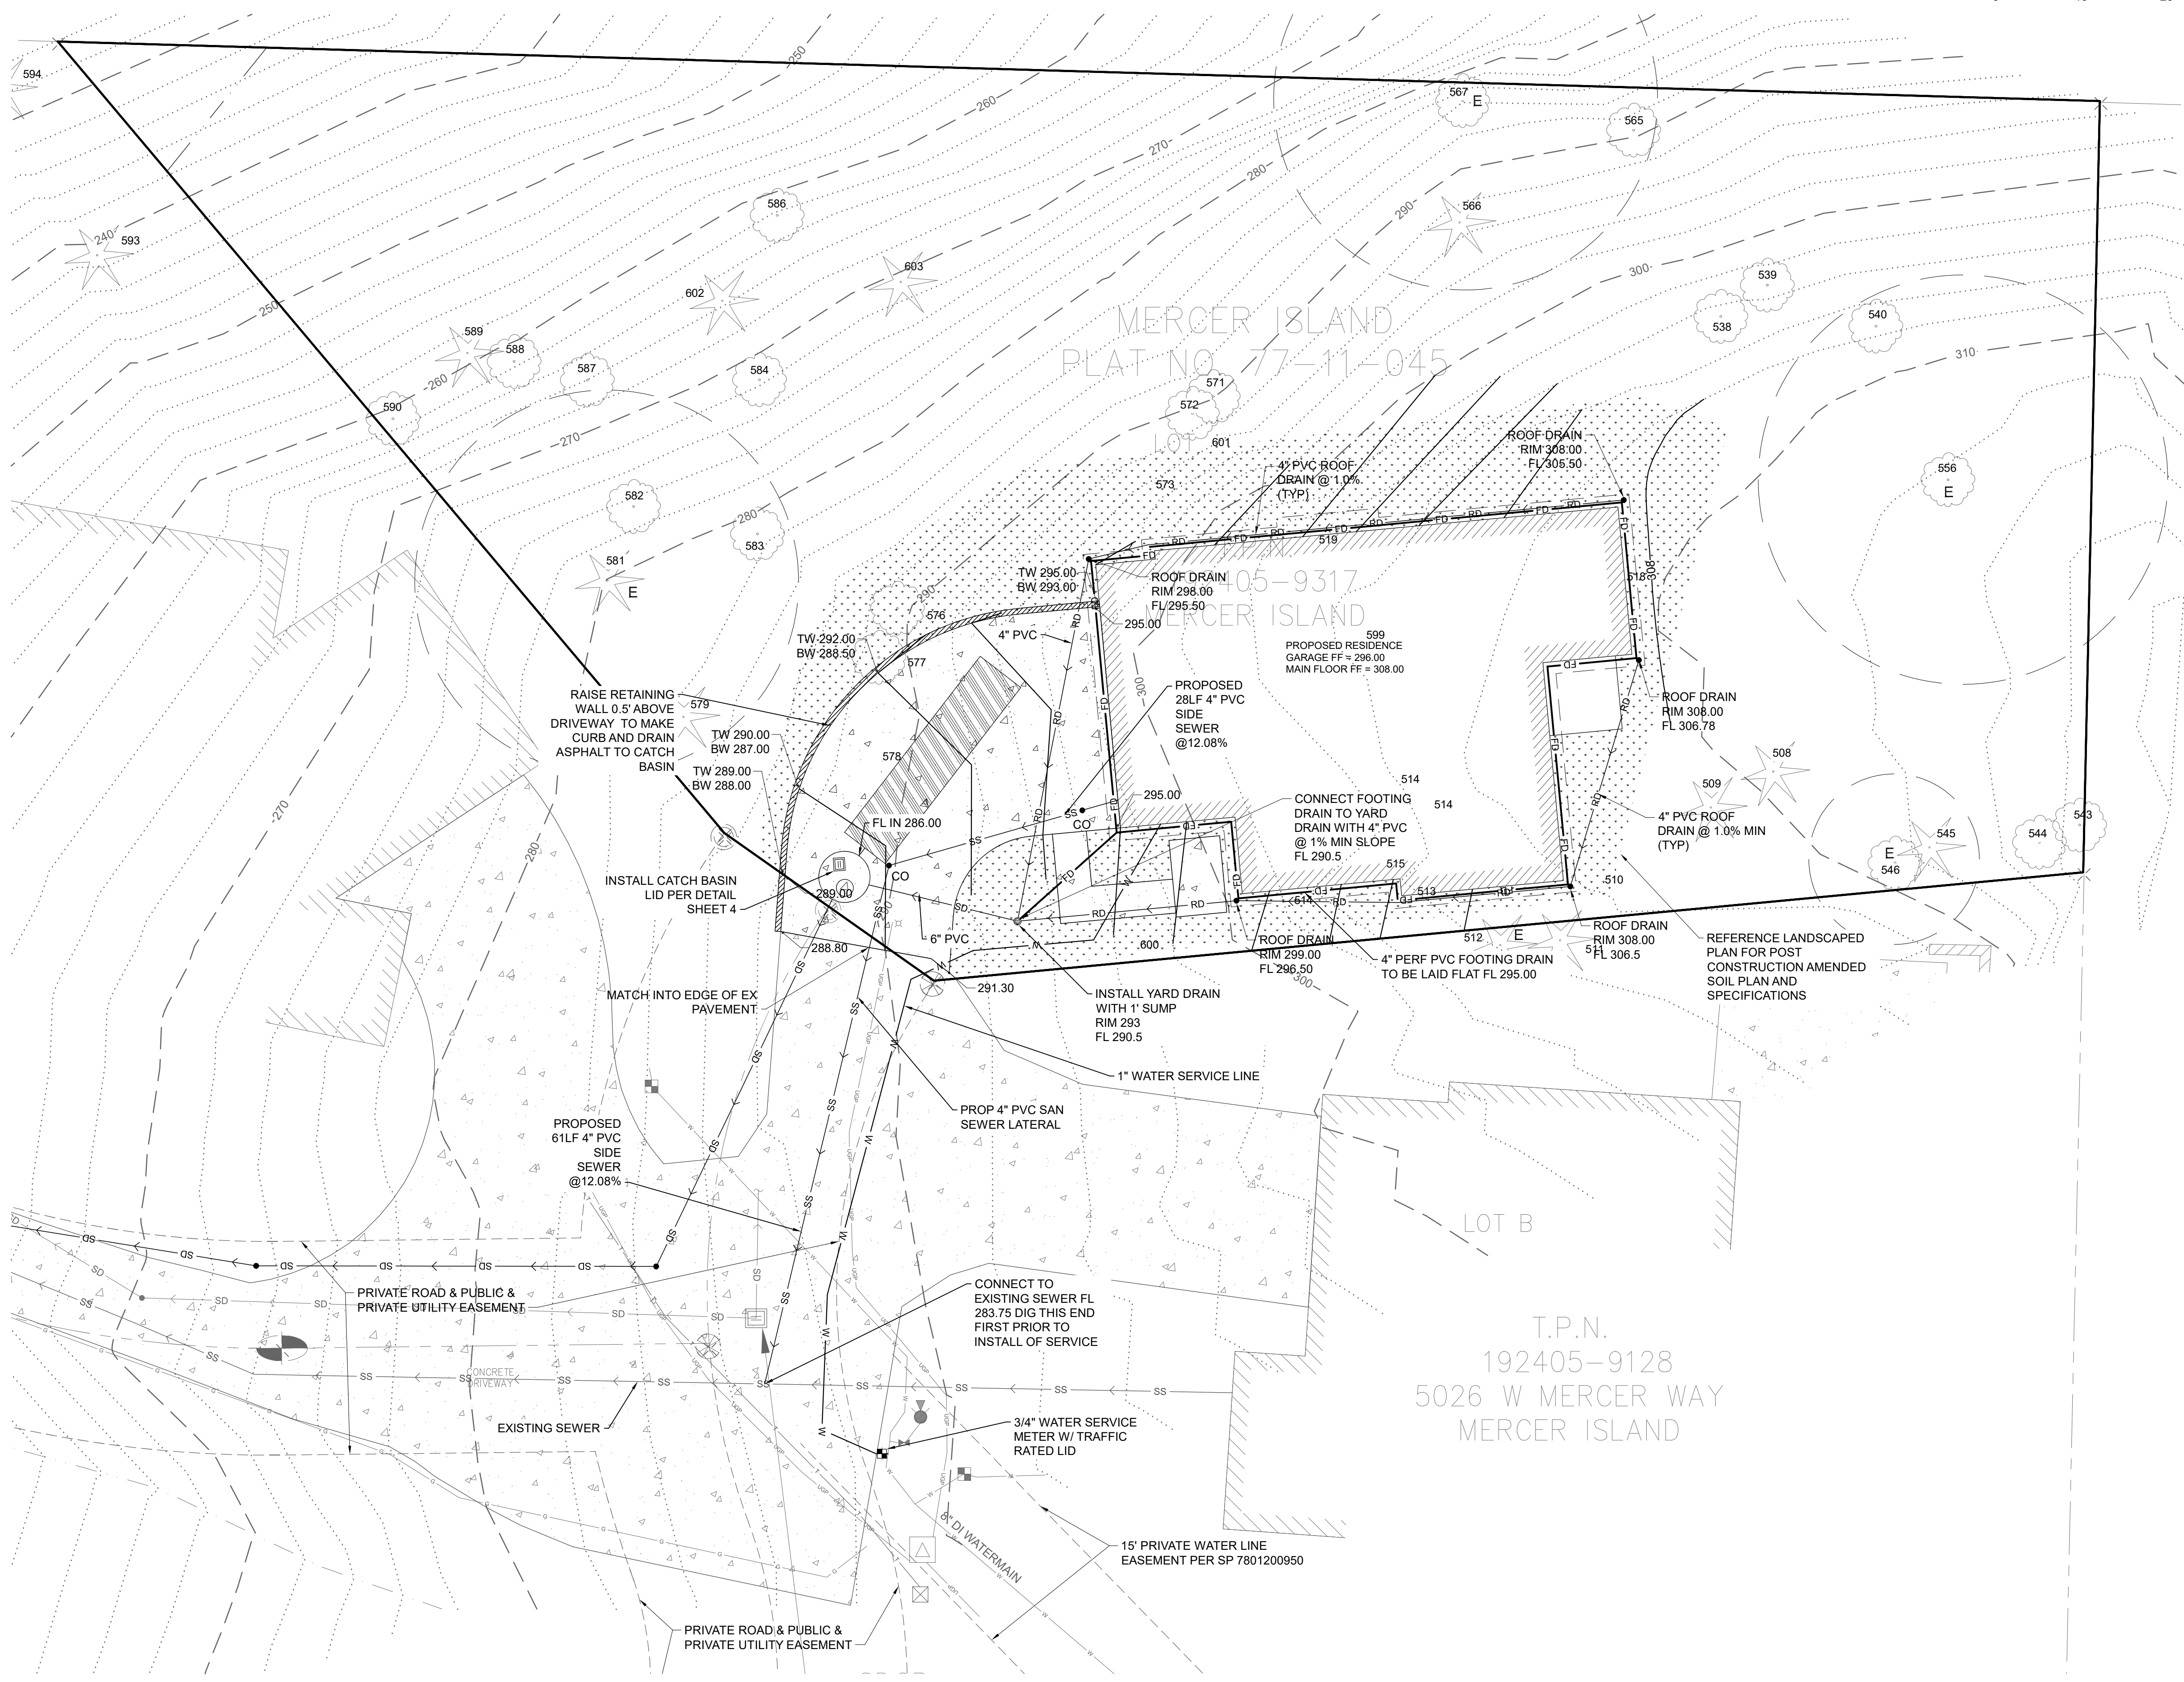 594
250
260
567
E
565
270
280
586
566
290
593
240
603
300
539
602
250
538
540
MERCER ISLAND
PLAT NO. 77-11-045
589
588
587
584
310
260
571
590
572
270
LOT
601
ROOF DRAIN
RIM 308.00
FL 305.50
4" PVC ROOF
DRAIN @ 1.0%
(TYP)
573
556
E
582
280
583
519
581
E
TW 295.00
BW 293.00
ROOF DRAIN
RIM 298.00
FL 295.50
192405-9317
MERCER ISLAND
518
308
290
576
295.00
4" PVC
599
PROPOSED RESIDENCE
GARAGE FF = 296.00
MAIN FLOOR FF = 308.00
TW 292.00
BW 288.50
577
300
PROPOSED
28LF 4" PVC
SIDE
SEWER
@12.08%
ROOF DRAIN
RIM 308.00
FL 306.78
RAISE RETAINING
WALL 0.5' ABOVE
DRIVEWAY TO MAKE
CURB AND DRAIN
ASPHALT TO CATCH
BASIN
579
TW 290.00
BW 287.00
578
TW 289.00
BW 288.00
508
509
514
514
295.00
CONNECT FOOTING
DRAIN TO YARD
DRAIN WITH 4" PVC
@ 1% MIN SLOPE
FL 290.5
4" PVC ROOF
DRAIN @ 1.0% MIN
(TYP)
FL IN 286.00
CO
270
280
543
544
545
E
546
515
513
514
510
CO
INSTALL CATCH BASIN
LID PER DETAIL
SHEET 4
289.00
288.80
6" PVC
600
512
E
511
ROOF DRAIN
RIM 299.00
FL 296.50
4" PERF PVC FOOTING DRAIN
TO BE LAID FLAT FL 295.00
ROOF DRAIN
RIM 308.00
FL 306.5
REFERENCE LANDSCAPED
PLAN FOR POST
CONSTRUCTION AMENDED
SOIL PLAN AND
SPECIFICATIONS
300
291.30
MATCH INTO EDGE OF EX
PAVEMENT
INSTALL YARD DRAIN
WITH 1' SUMP
RIM 293
FL 290.5
1" WATER SERVICE LINE
PROP 4" PVC SAN
SEWER LATERAL
PROPOSED
61LF 4" PVC
SIDE
SEWER
@12.08%
LOT B
PRIVATE ROAD & PUBLIC &
PRIVATE UTILITY EASEMENT
CONNECT TO
EXISTING SEWER FL
283.75 DIG THIS END
FIRST PRIOR TO
INSTALL OF SERVICE
T.P.N.
192405-9128
5026 W MERCER WAY
MERCER ISLAND
CONCRETE
DRIVEWAY
EXISTING SEWER
3/4" WATER SERVICE
METER W/ TRAFFIC
RATED LID
8" DI WATERMAIN
15' PRIVATE WATER LINE
EASEMENT PER SP 7801200950
PRIVATE ROAD & PUBLIC &
PRIVATE UTILITY EASEMENT